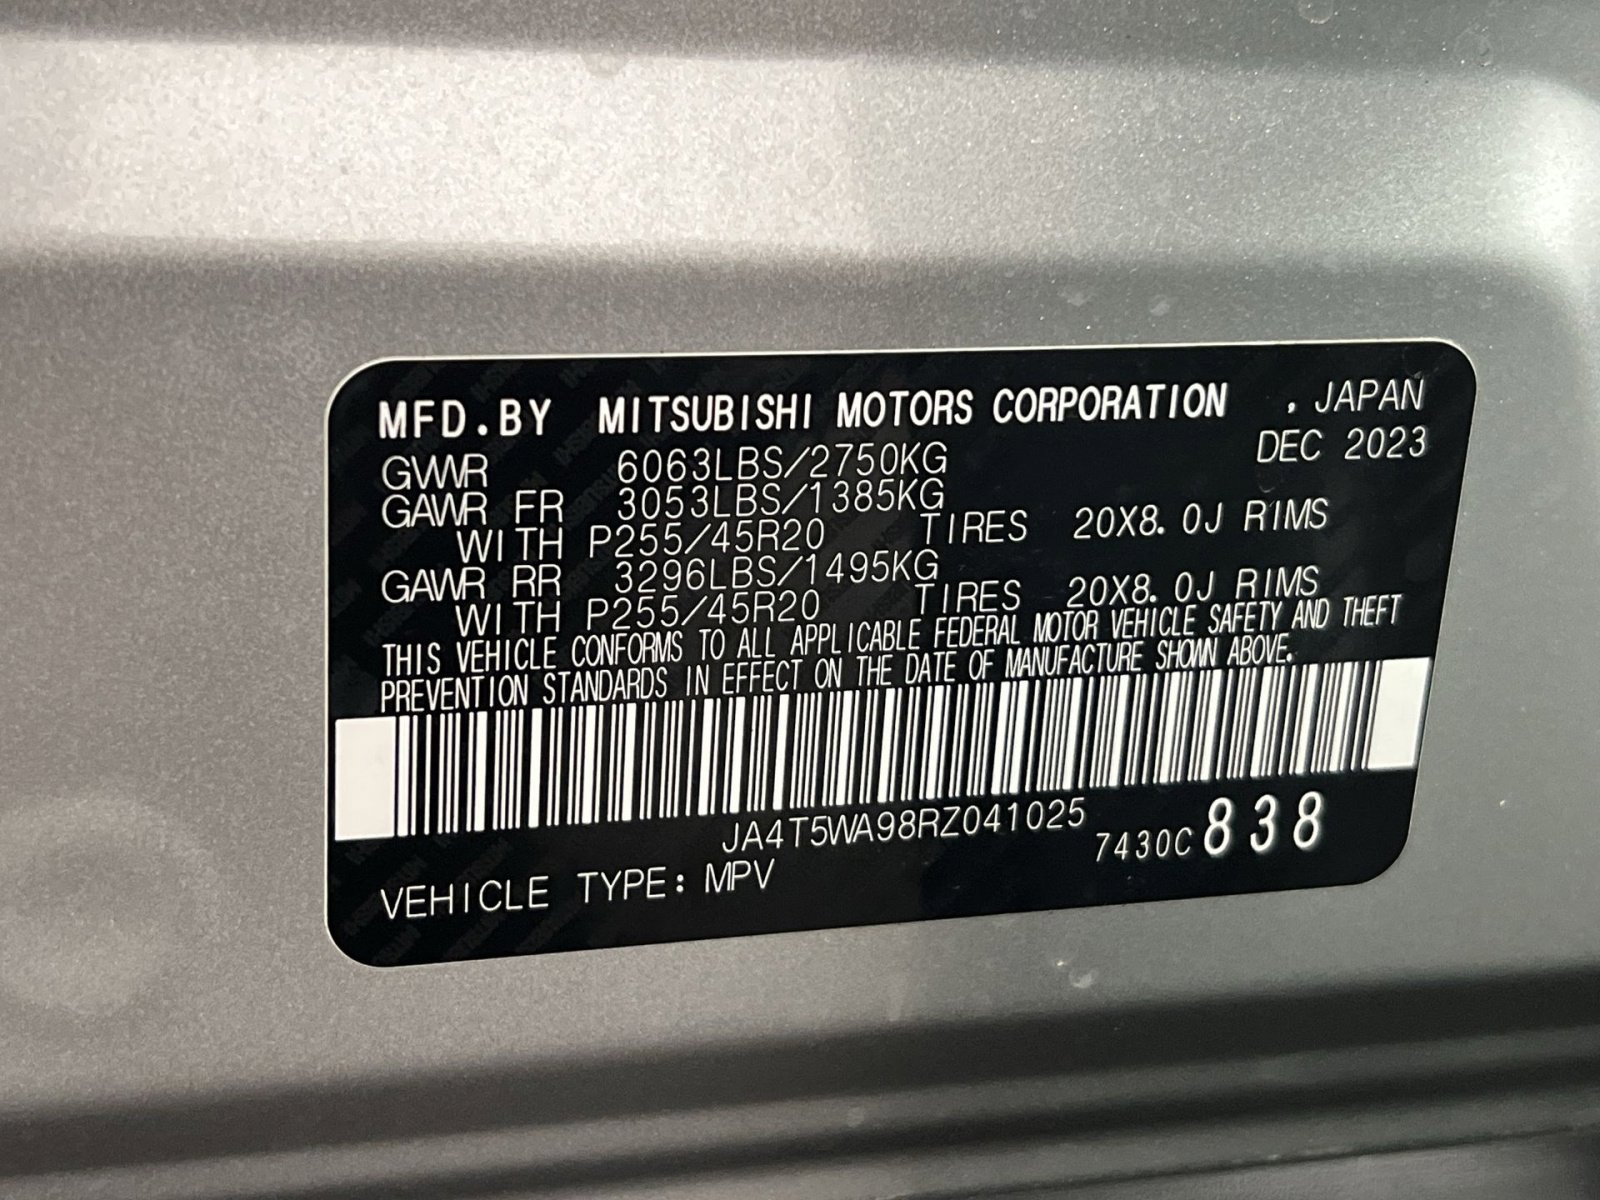 MFD.BY MITSUBISHI MOTORS CORPORATION , JAPAN
GVWR 6063LBS/2750KG DEC 2023
GAWR FR 3053LBS/1385KG
WITH P255/45R20 TIRES 20X8.0J RIMS
GAWR RR 3296LBS/1495KG
WITH P255/45R20 TIRES 20X8.0J RIMS
THIS VEHICLE CONFORMS TO ALL APPLICABLE FEDERAL MOTOR VEHICLE SAFETY AND THEFT
PREVENTION STANDARDS IN EFFECT ON THE DATE OF MANUFACTURE SHOWN ABOVE.
JA4T5WA98RZ041025
7430C 838
VEHICLE TYPE: MPV